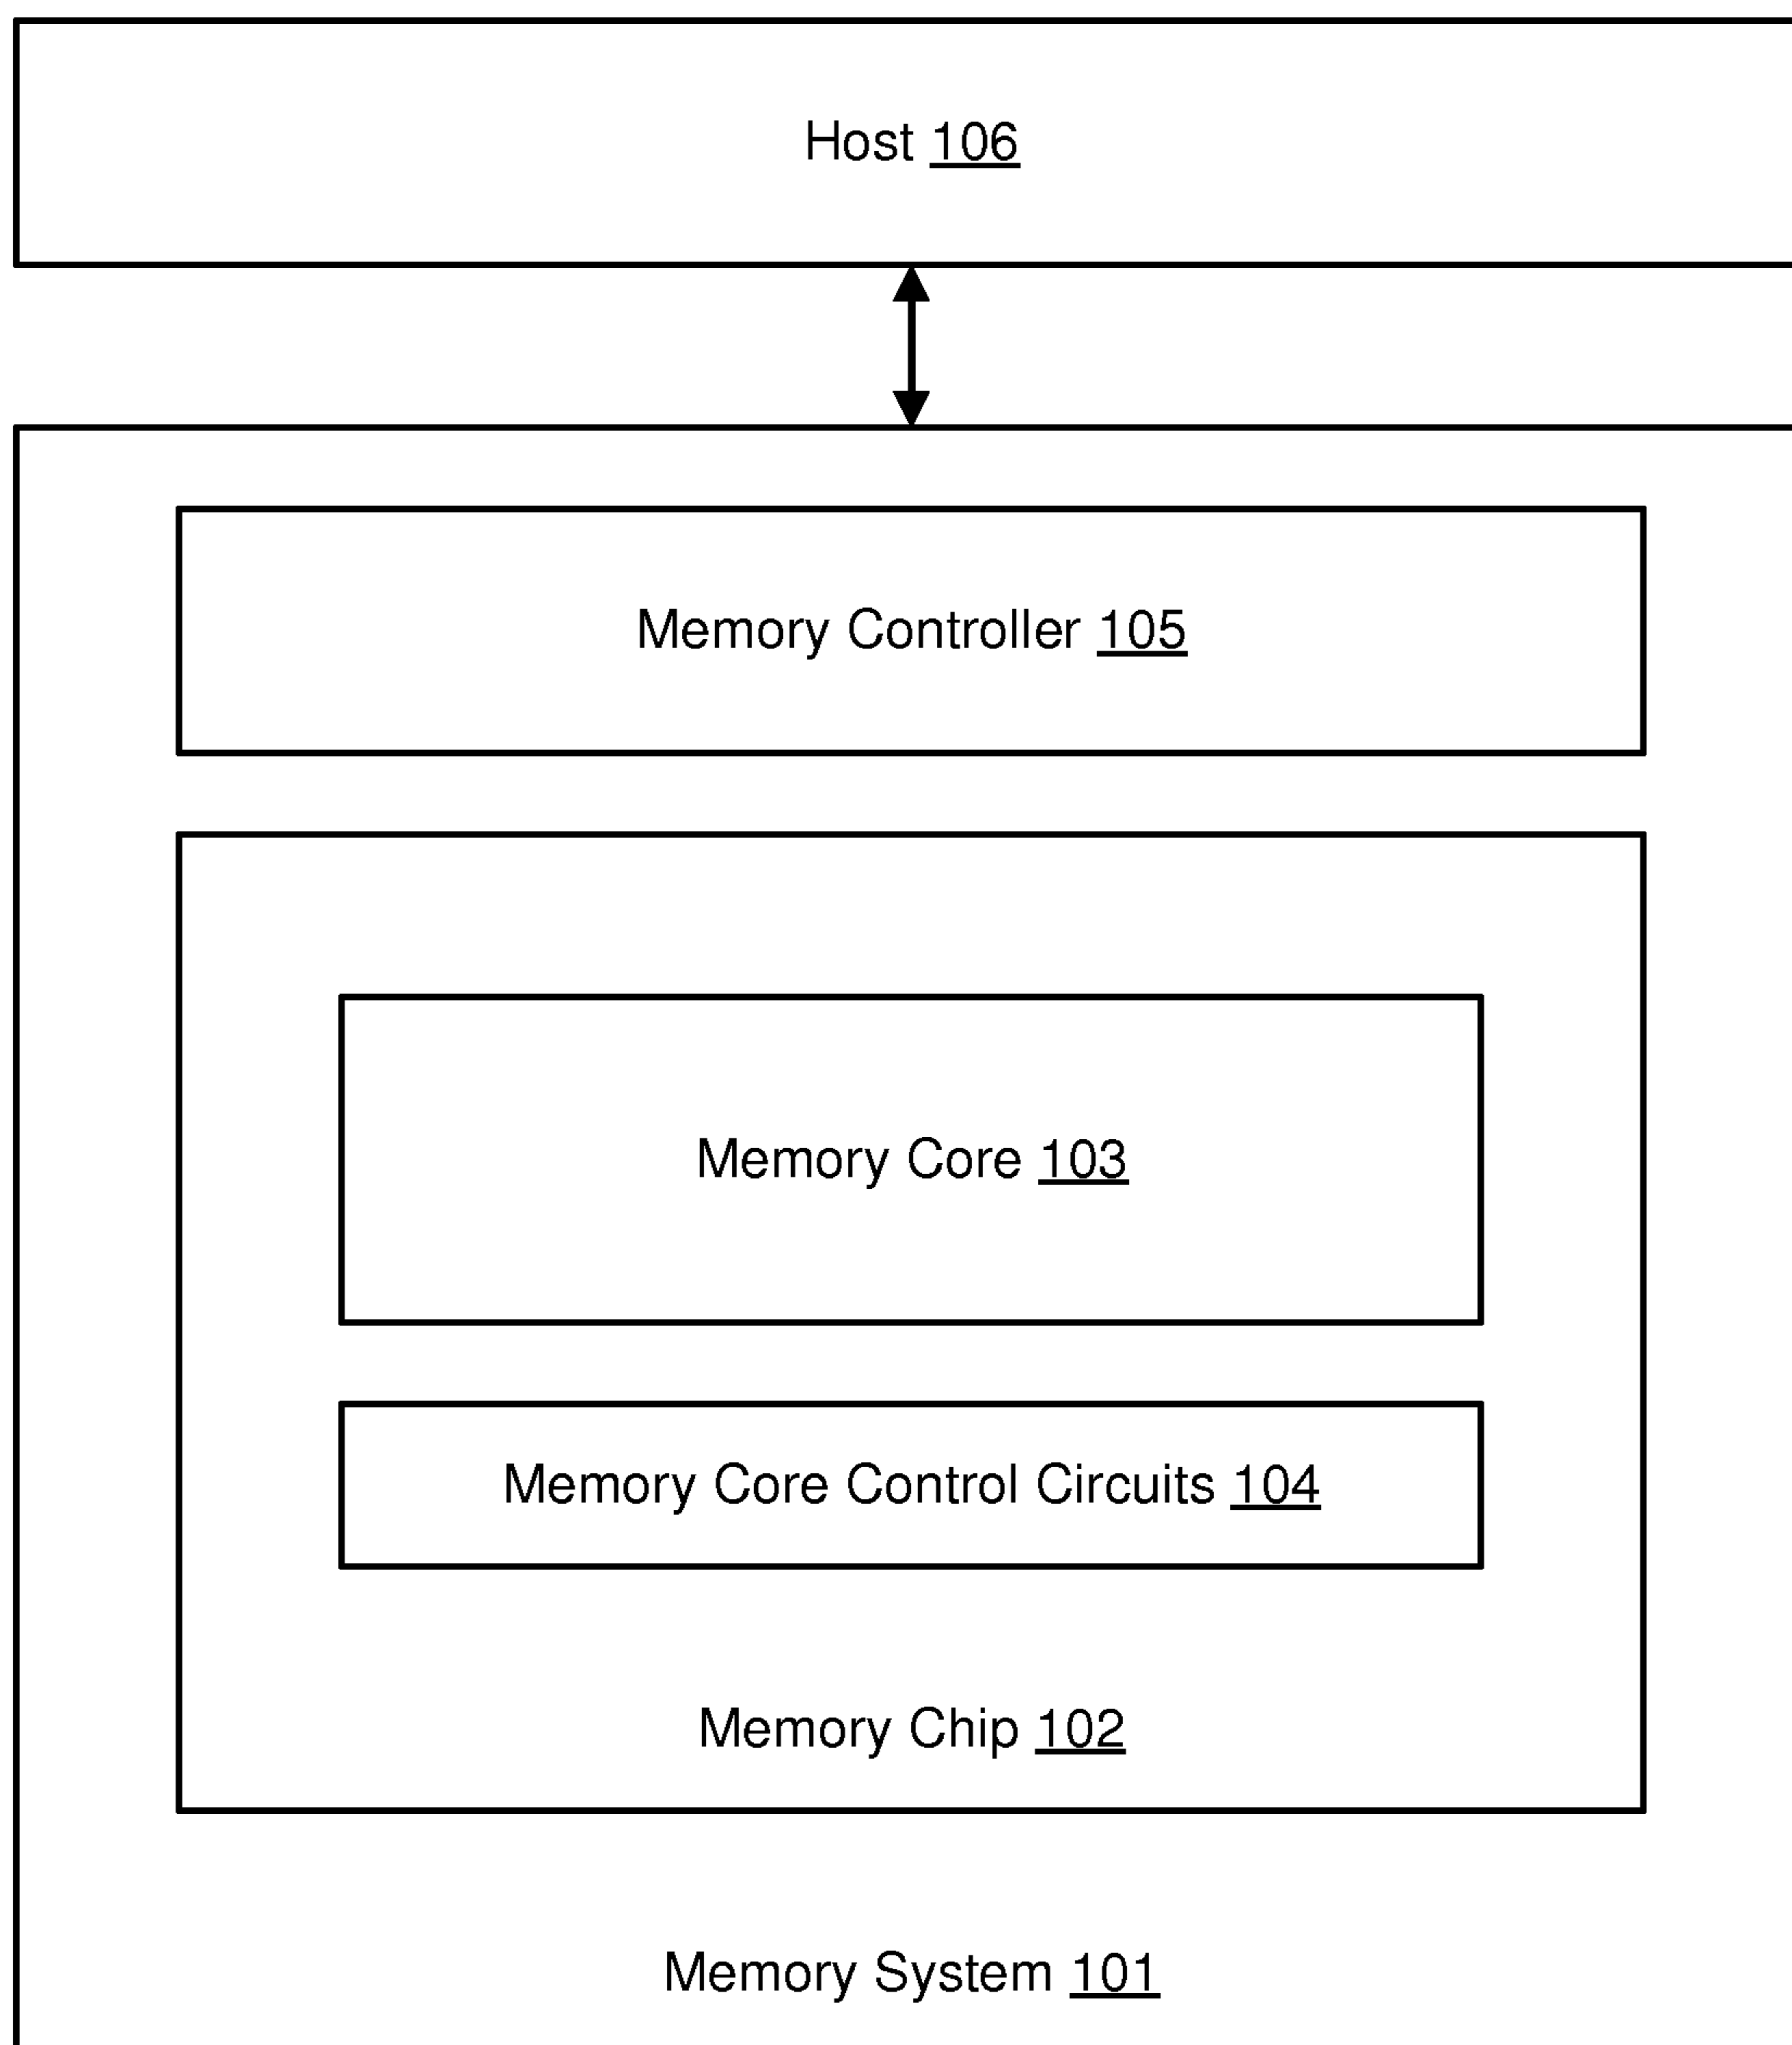 Host 106
Memory Controller 105
Memory Core 103
Memory Core Control Circuits 104
Memory Chip 102
Memory System 101